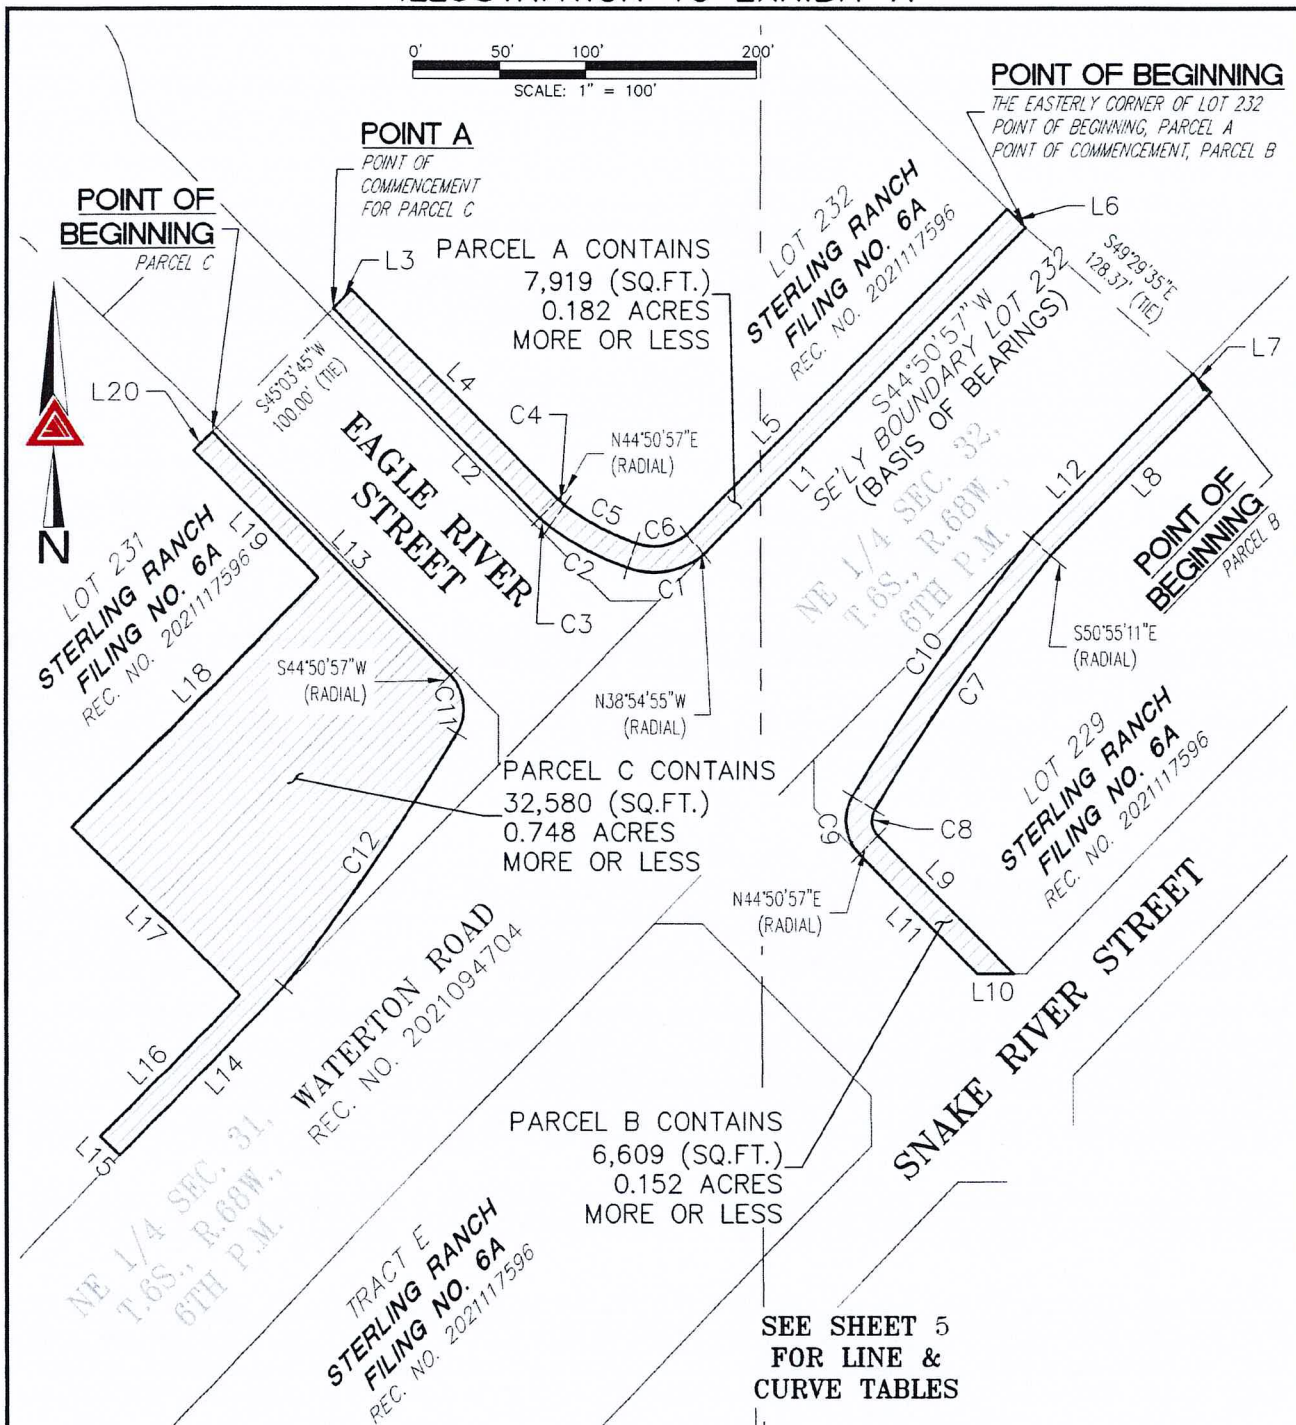 ILLUSTRATION TO EXHIBIT A
0' 50' 100' 200'
SCALE: 1" = 100'
POINT OF BEGINNING
THE EASTERLY CORNER OF LOT 232
POINT OF BEGINNING, PARCEL A
POINT OF COMMENCEMENT, PARCEL B
POINT A
POINT OF
COMMENCEMENT
FOR PARCEL C
POINT OF
BEGINNING
PARCEL C
L3
L6
PARCEL A CONTAINS
7,919 (SQ.FT.)
0.182 ACRES
MORE OR LESS
LOT 232
STERLING RANCH
FILING NO. 6A
REC. NO. 2021117596
S49°29'35"E
128.37' (TIE)
L7
S44°50'57"W
SE'LY BOUNDARY LOT 232
(BASIS OF BEARINGS)
S45°03'45"W
100.00' (TIE)
L20
L4
C4
N44°50'57"E
(RADIAL)
L5
L1
L2
EAGLE RIVER
STREET
C5
C6
C2
C1
C3
L12
L8
POINT OF
BEGINNING
PARCEL B
N
L19
L13
LOT 231
STERLING RANCH
FILING NO. 6A
REC. NO. 2021117596
NE 1/4 SEC. 32,
T.6S., R.68W.,
6TH P.M.
S50°55'11"E
(RADIAL)
L18
S44°50'57"W
(RADIAL)
C11
N38°54'55"W
(RADIAL)
C10
C7
LOT 229
STERLING RANCH
FILING NO. 6A
REC. NO. 2021117596
PARCEL C CONTAINS
32,580 (SQ.FT.)
0.748 ACRES
MORE OR LESS
C12
C9
C8
L9
L17
N44°50'57"E
(RADIAL)
L11
L10
WATERTON ROAD
REC. NO. 2021094704
SNAKE RIVER STREET
L16
L14
L15
NE 1/4 SEC. 31,
T.6S., R.68W.,
6TH P.M.
PARCEL B CONTAINS
6,609 (SQ.FT.)
0.152 ACRES
MORE OR LESS
TRACT E
STERLING RANCH
FILING NO. 6A
REC. NO. 2021117596
SEE SHEET 5
FOR LINE &
CURVE TABLES